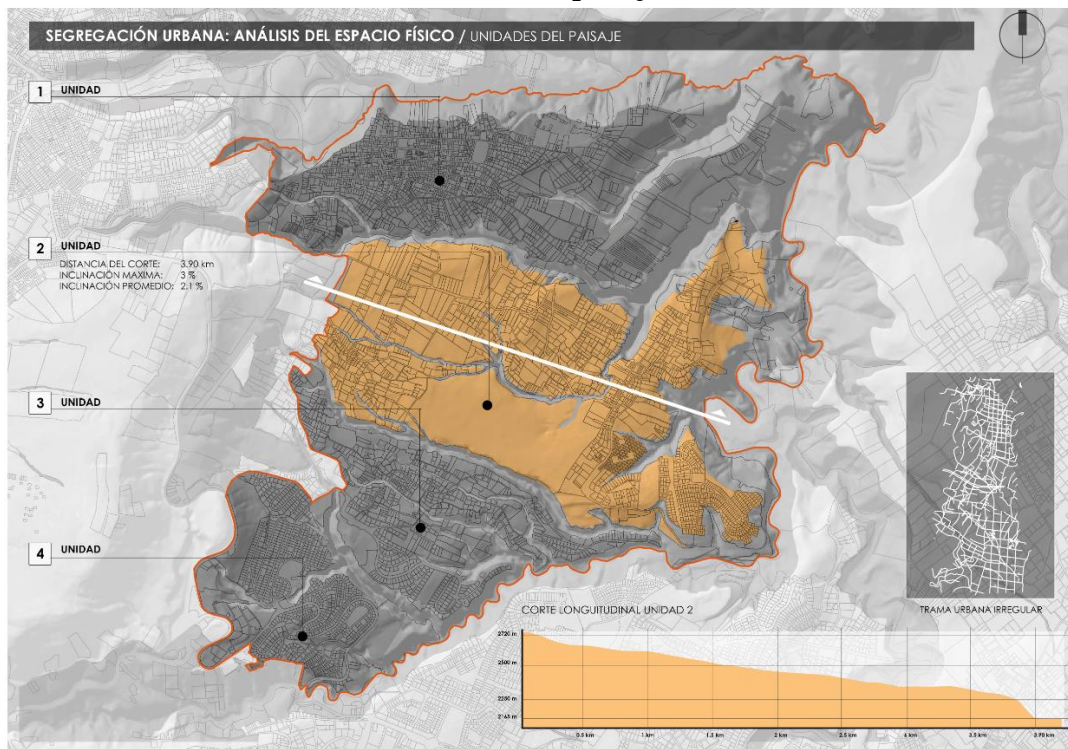 SEGREGACIÓN URBANA: ANÁLISIS DEL ESPACIO FÍSICO / UNIDADES DEL PAISAJE
1 UNIDAD
2 UNIDAD
DISTANCIA DEL CORTE: 3.90 km
INCLINACIÓN MAXIMA: 3 %
INCLINACIÓN PROMEDIO: 2.1 %
3 UNIDAD
4 UNIDAD
TRAMA URBANA IRREGULAR
CORTE LONGUITUDINAL UNIDAD 2
2720 m
2500 m
2250 m
2165 m
0.5 km
1 km
1.5 km
2 km
2.5 km
3.5 km
3.90 km